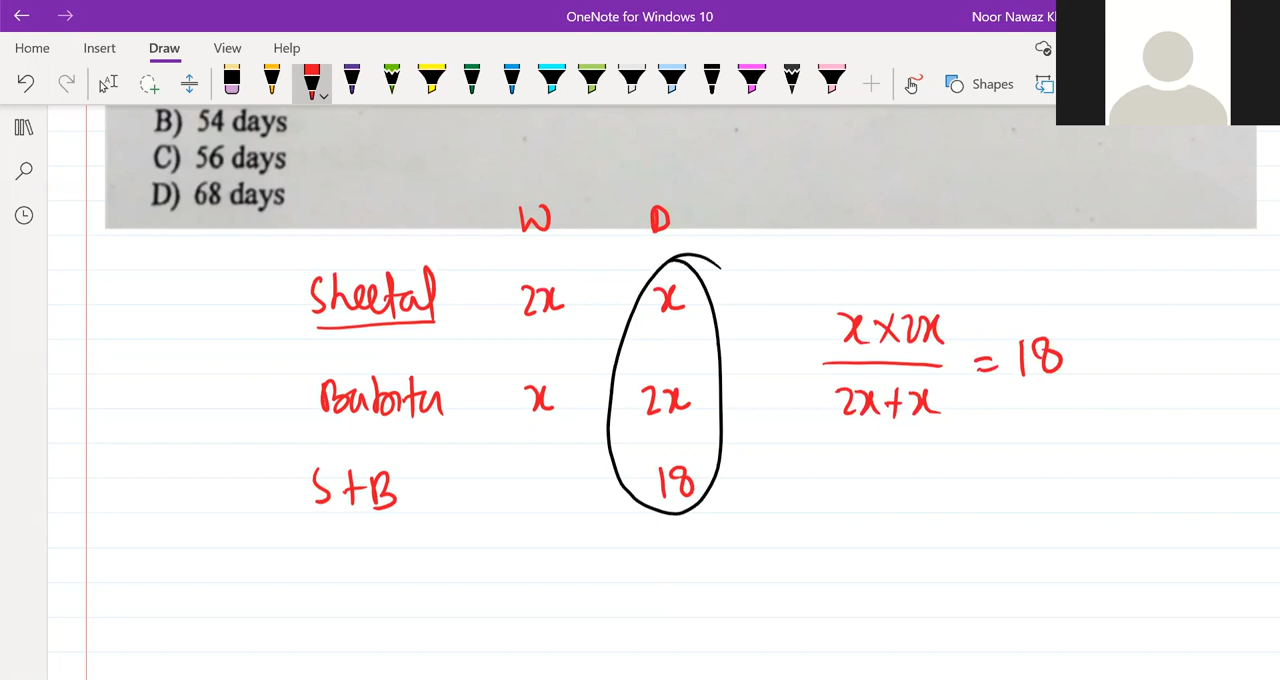 OneNote for Windows 10
Noor Nawaz Kh
Home Insert Draw View Help
Shapes
B) 54 days
C) 56 days
D) 68 days
W D
Sheetal 2x x
Babita x 2x
S+B 18
x×2x
2x+x
= 18